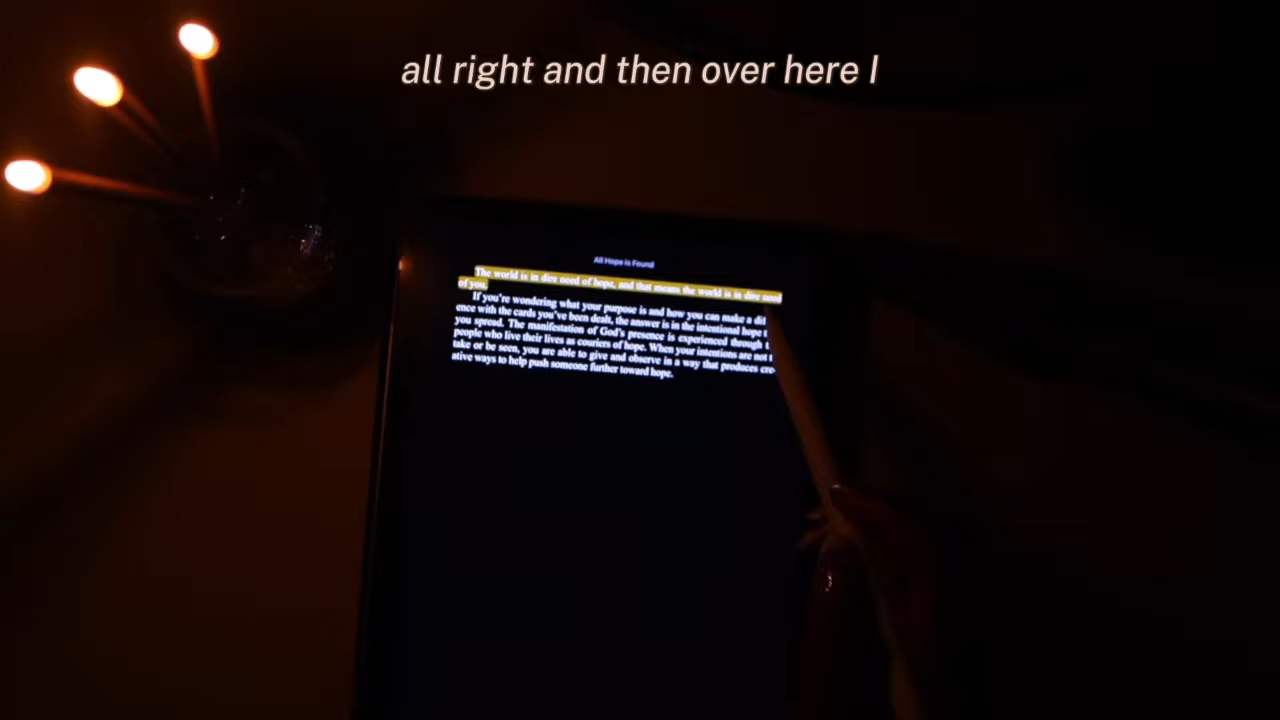 all right and then over here I
All Hope is Found
The world is in dire need of hope, and that means the world is in dire need
of you.
If you're wondering what your purpose is and how you can make a dif
ence with the cards you've been dealt, the answer is in the intentional hope t
you spread. The manifestation of God's presence is experienced through t
people who live their lives as couriers of hope. When your intentions are not t
take or be seen, you are able to give and observe in a way that produces cre-
ative ways to help push someone further toward hope.